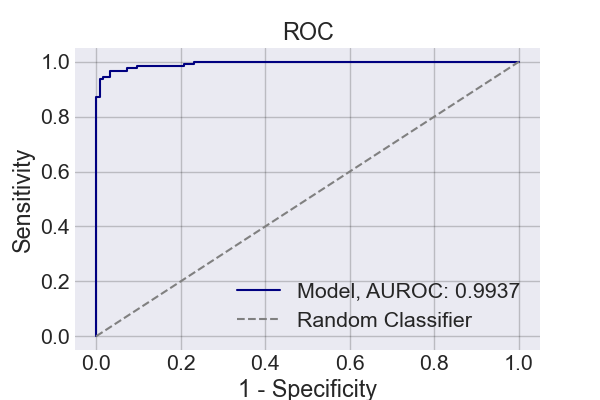 ROC
1.0
0.8
0.6
0.4
0.2
0.0
Sensitivity
Model, AUROC: 0.9937
Random Classifier
0.0 0.2 0.4 0.6 0.8 1.0
1 - Specificity